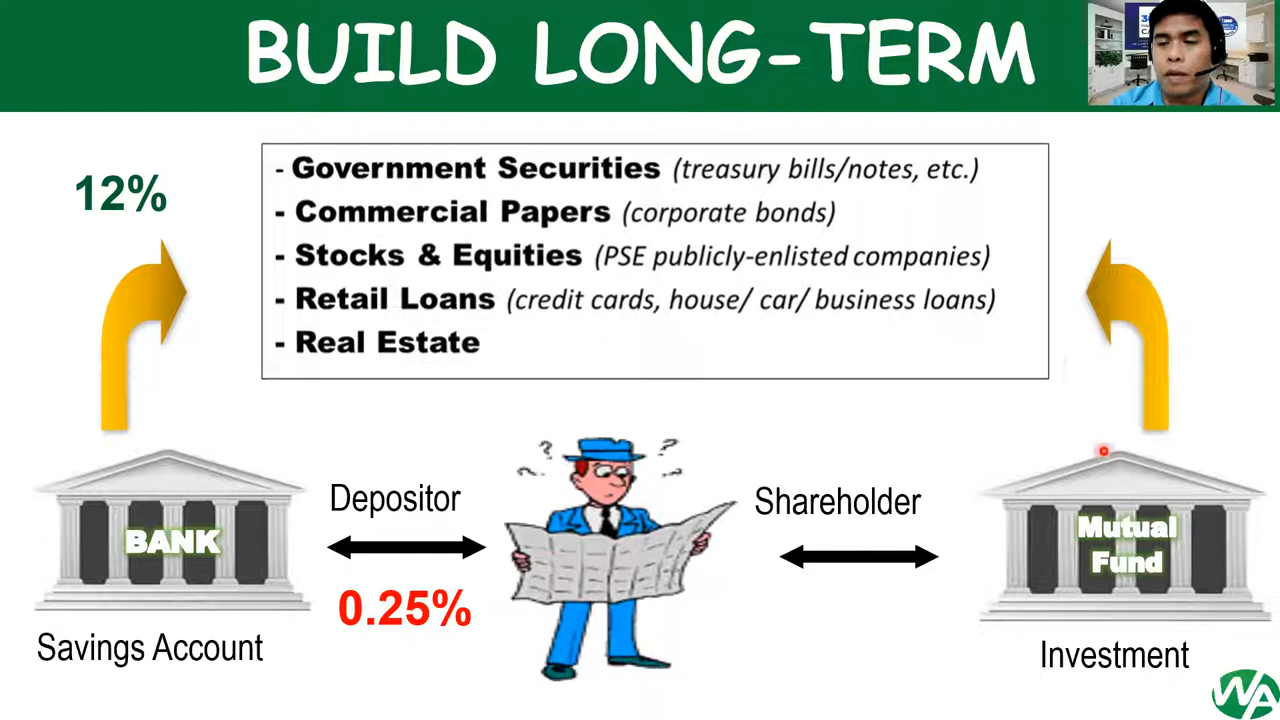 BUILD LONG-TERM
12%
- Government Securities (treasury bills/notes, etc.)
- Commercial Papers (corporate bonds)
- Stocks & Equities (PSE publicly-enlisted companies)
- Retail Loans (credit cards, house/ car/ business loans)
- Real Estate
Depositor
Shareholder
BANK
Mutual
Fund
0.25%
Savings Account
Investment
WA